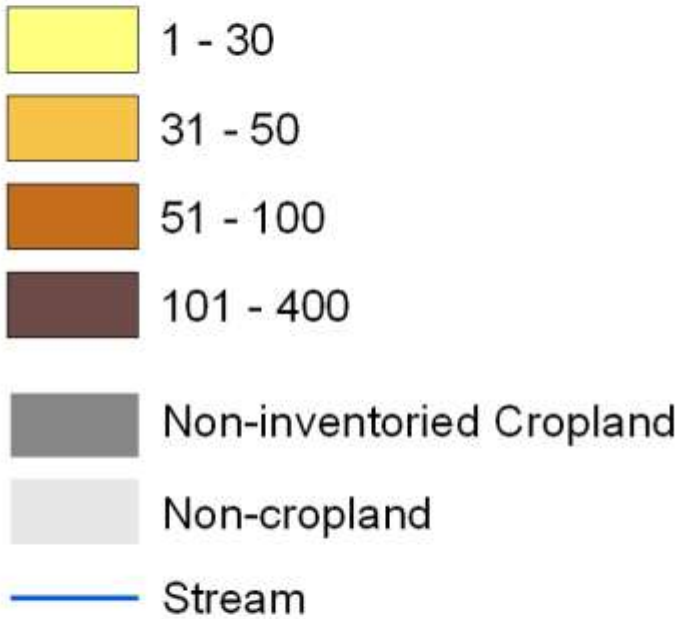 1 - 30
31 - 50
51 - 100
101 - 400
Non-inventoried Cropland
Non-cropland
Stream